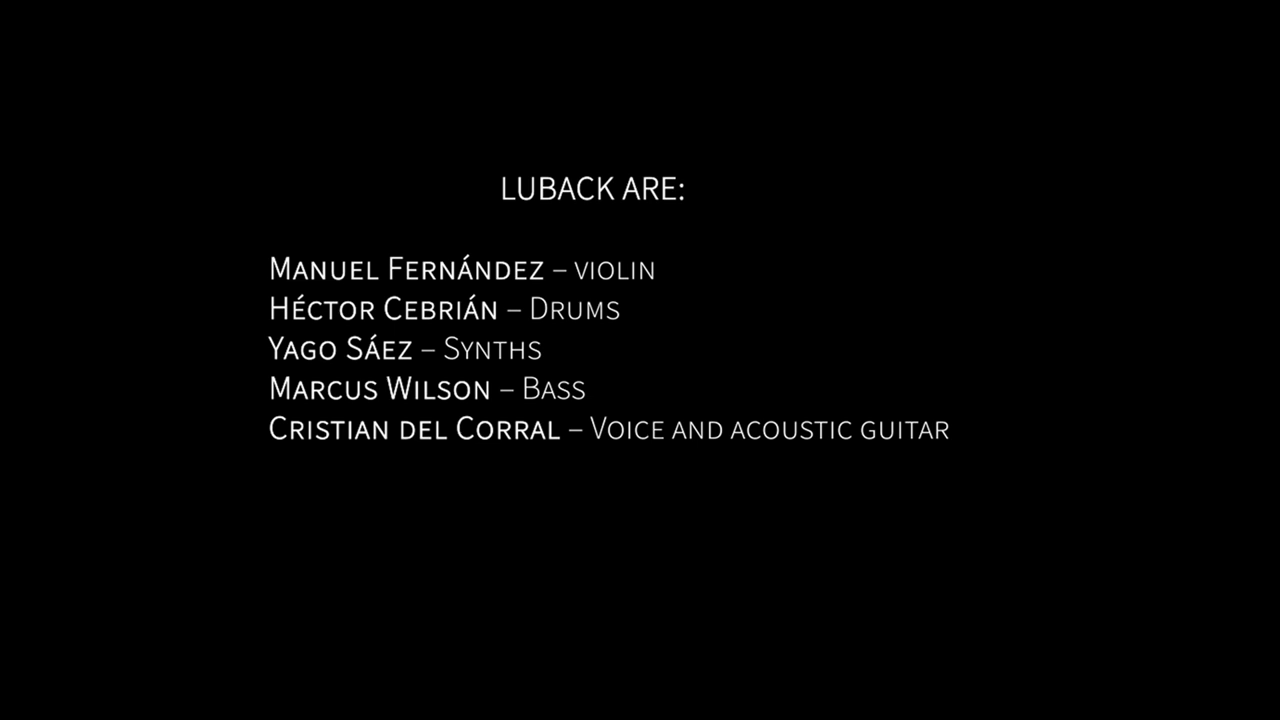 LUBACK ARE:
Manuel Fernández – violin
Héctor Cebrián – Drums
Yago Sáez – Synths
Marcus Wilson – Bass
Cristian del Corral – Voice and acoustic guitar